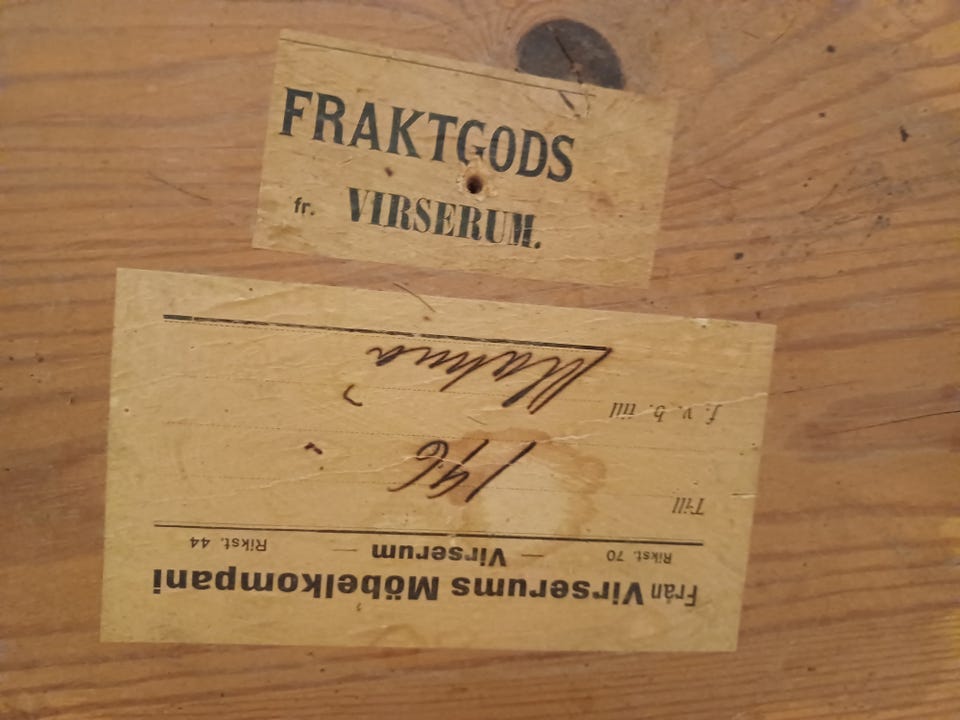 FRAKTGODS
fr. VIRSERUM.
Från Virserums Möbelkompani
Rikst. 70 — Virserum — Rikst. 44
Till
f. v. b. till